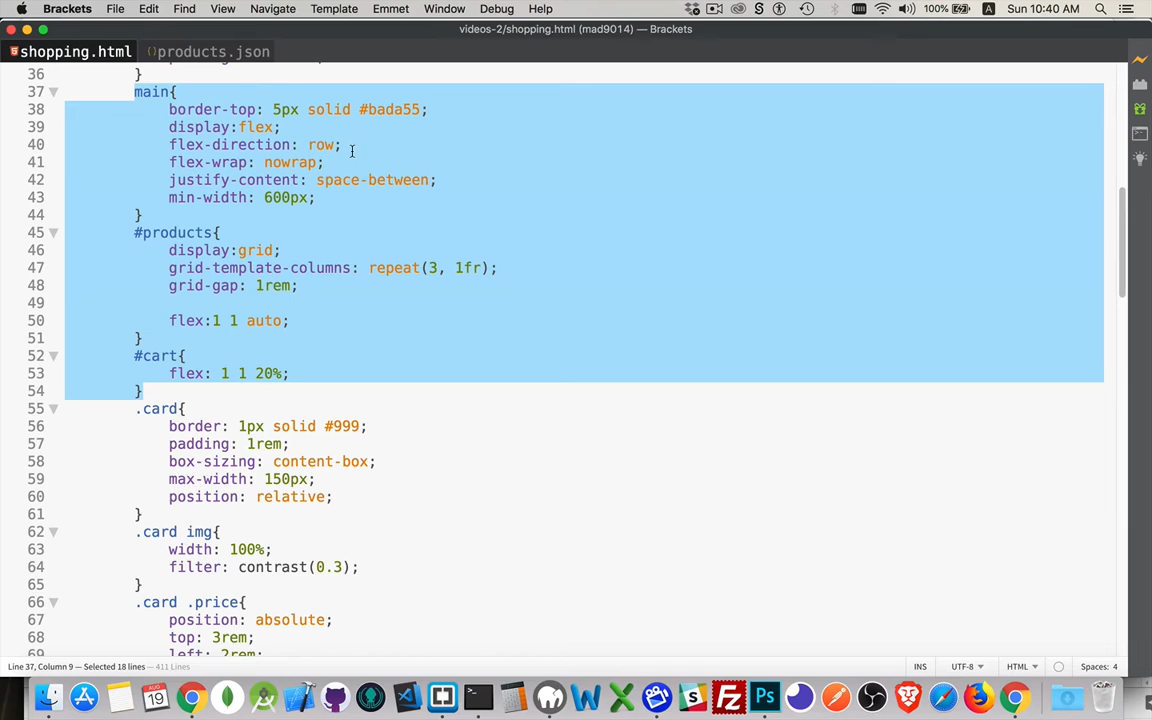 Brackets File Edit Find View Navigate Template Emmet Window Debug Help 100% A Sun 10:40 AM
videos-2/shopping.html (mad9014) — Brackets
shopping.html products.json
36 }
37 main{
38 border-top: 5px solid #bada55;
39 display:flex;
40 flex-direction: row;
41 flex-wrap: nowrap;
42 justify-content: space-between;
43 min-width: 600px;
44 }
45 #products{
46 display:grid;
47 grid-template-columns: repeat(3, 1fr);
48 grid-gap: 1rem;
49
50 flex:1 1 auto;
51 }
52 #cart{
53 flex: 1 1 20%;
54 }
55 .card{
56 border: 1px solid #999;
57 padding: 1rem;
58 box-sizing: content-box;
59 max-width: 150px;
60 position: relative;
61 }
62 .card img{
63 width: 100%;
64 filter: contrast(0.3);
65 }
66 .card .price{
67 position: absolute;
68 top: 3rem;
left: 2rem;
Line 37, Column 9 — Selected 18 lines — 411 Lines INS UTF-8 HTML Spaces: 4
AUG
19